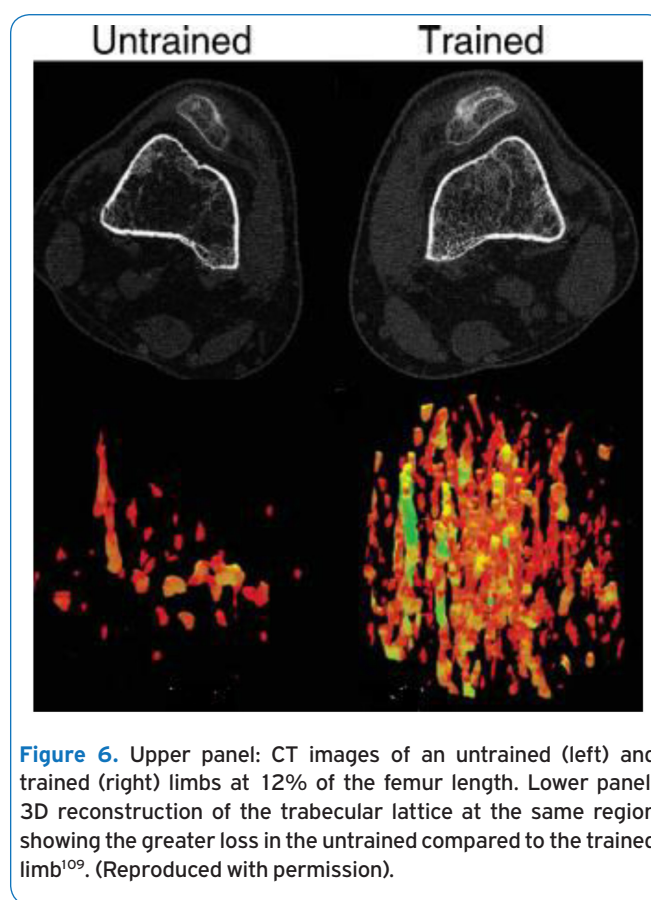 Untrained Trained
Figure 6. Upper panel: CT images of an untrained (left) and
trained (right) limbs at 12% of the femur length. Lower panel
3D reconstruction of the trabecular lattice at the same region
showing the greater loss in the untrained compared to the trained
limb¹⁰⁹. (Reproduced with permission).